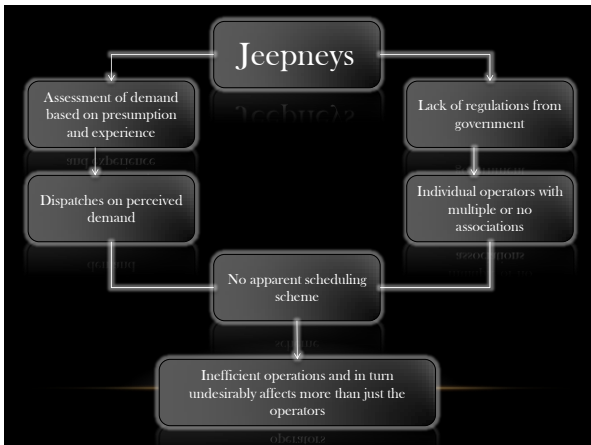 Jeepneys
Assessment of demand
based on presumption
and experience
Lack of regulations from
government
Dispatches on perceived
demand
Individual operators with
multiple or no
associations
No apparent scheduling
scheme
Inefficient operations and in turn
undesirably affects more than just the
operators